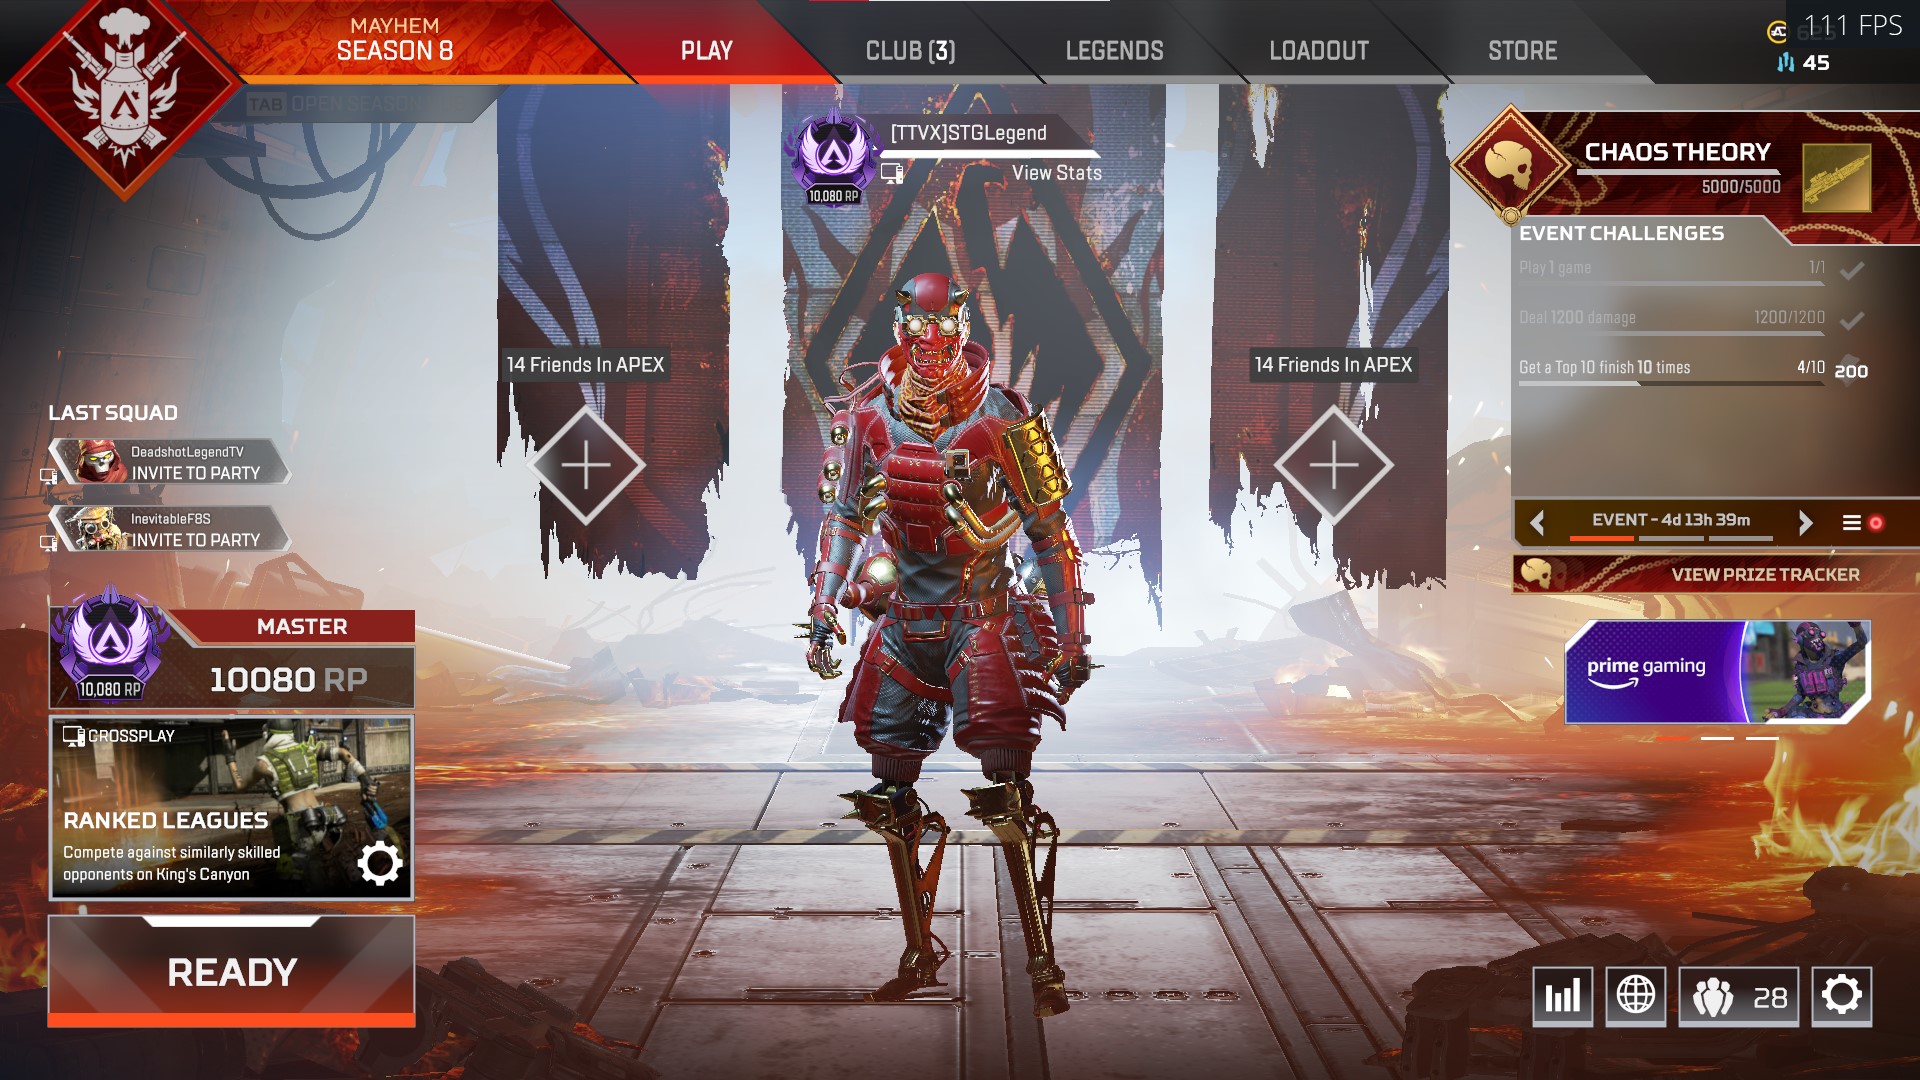 MAYHEM
SEASON 8
PLAY
CLUB (3)
LEGENDS
LOADOUT
STORE
625
111 FPS
45
TAB OPEN SEASON
[TTVX]STGLegend
View Stats
10,080 RP
CHAOS THEORY
5000/5000
EVENT CHALLENGES
Play 1 game 1/1
Deal 1200 damage 1200/1200
Get a Top 10 finish 10 times 4/10 200
14 Friends In APEX
14 Friends In APEX
LAST SQUAD
DeadshotLegendTV
INVITE TO PARTY
InevitableFBS
INVITE TO PARTY
EVENT - 4d 13h 39m
VIEW PRIZE TRACKER
MASTER
10080 RP
10,080 RP
prime gaming
CROSSPLAY
RANKED LEAGUES
Compete against similarly skilled
opponents on King's Canyon
READY
28